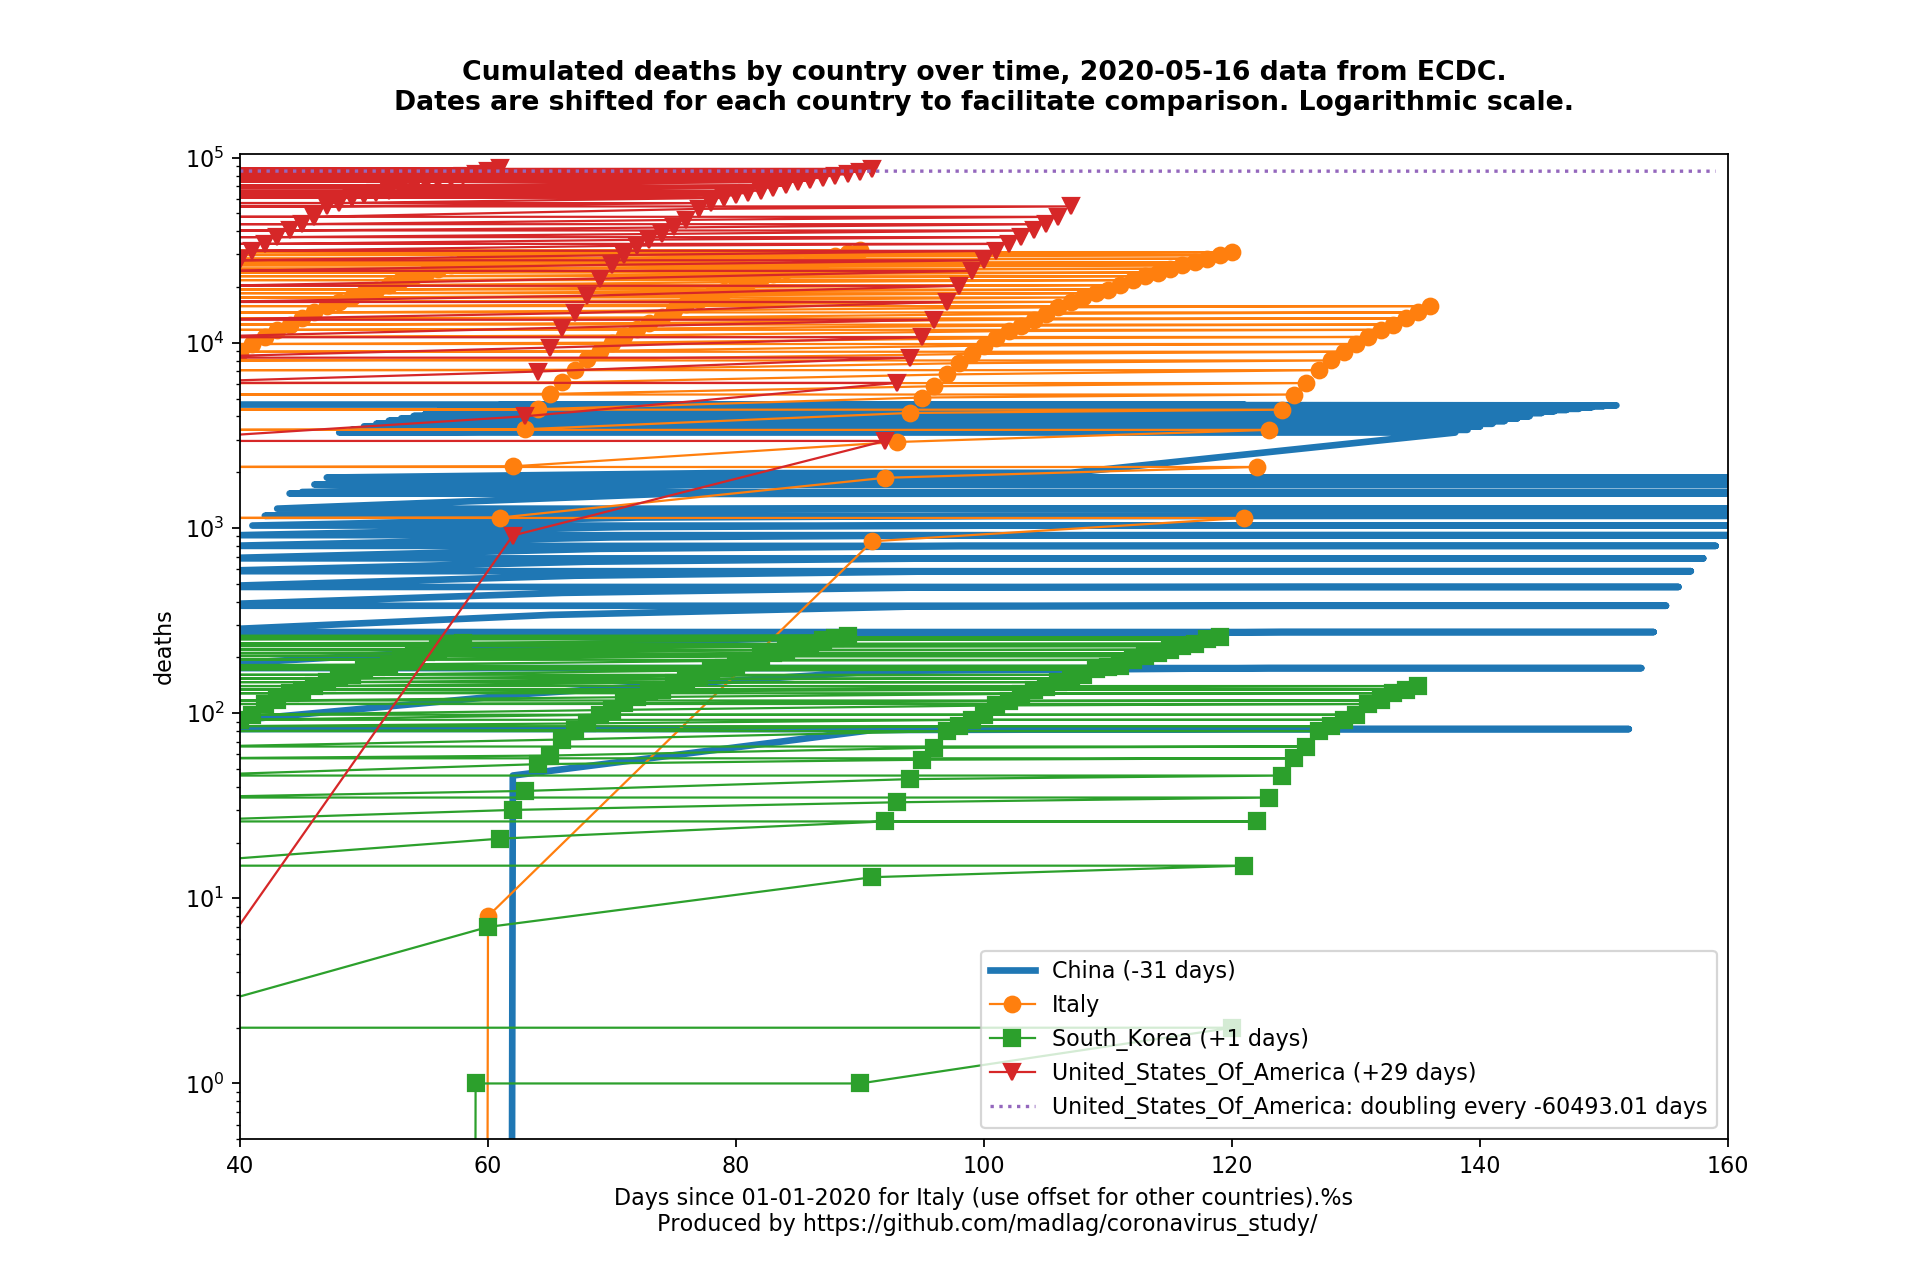 Cumulated deaths by country over time, 2020-05-16 data from ECDC.
Dates are shifted for each country to facilitate comparison. Logarithmic scale.
10^5
10^4
10^3
10^2
10^1
10^0
deaths
China (-31 days)
Italy
South_Korea (+1 days)
United_States_Of_America (+29 days)
United_States_Of_America: doubling every -60493.01 days
40 60 80 100 120 140 160
Days since 01-01-2020 for Italy (use offset for other countries).%s
Produced by https://github.com/madlag/coronavirus_study/